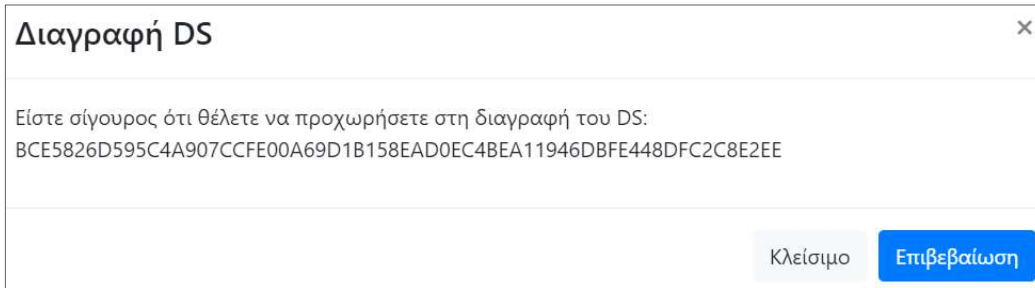 Διαγραφή DS
×
Είστε σίγουρος ότι θέλετε να προχωρήσετε στη διαγραφή του DS:
BCE5826D595C4A907CCFE00A69D1B158EAD0EC4BEA11946DBFE448DFC2C8E2EE
Κλείσιμο Επιβεβαίωση